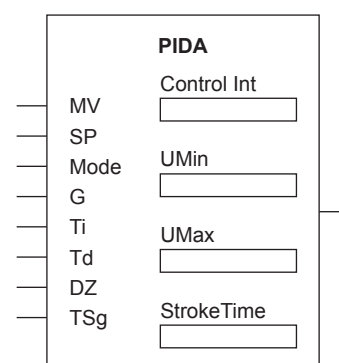 PIDA
Control Int
MV
SP
Mode
UMin
G
Ti
UMax
Td
DZ
TSg
StrokeTime